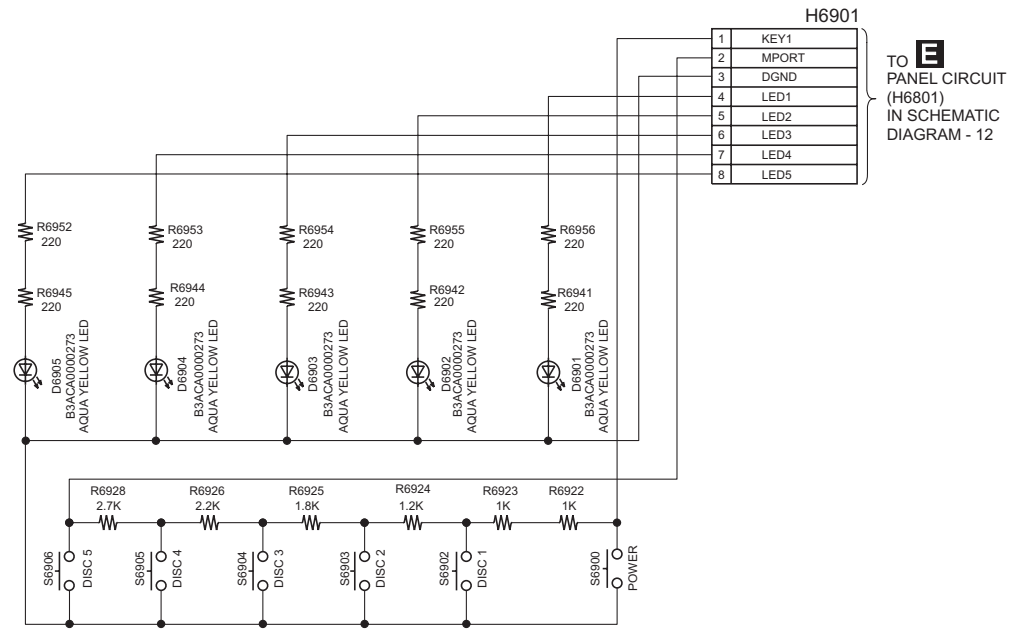 H6901
1 KEY1
2 MPORT
3 DGND
4 LED1
5 LED2
6 LED3
7 LED4
8 LED5
TO E
PANEL CIRCUIT
(H6801)
IN SCHEMATIC
DIAGRAM - 12
R6952
220
R6953
220
R6954
220
R6955
220
R6956
220
R6945
220
R6944
220
R6943
220
R6942
220
R6941
220
D6905
B3ACA0000273
AQUA YELLOW LED
D6904
B3ACA0000273
AQUA YELLOW LED
D6903
B3ACA0000273
AQUA YELLOW LED
D6902
B3ACA0000273
AQUA YELLOW LED
D6901
B3ACA0000273
AQUA YELLOW LED
R6928
2.7K
R6926
2.2K
R6925
1.8K
R6924
1.2K
R6923
1K
R6922
1K
S6906
DISC 5
S6905
DISC 4
S6904
DISC 3
S6903
DISC 2
S6902
DISC 1
S6900
POWER